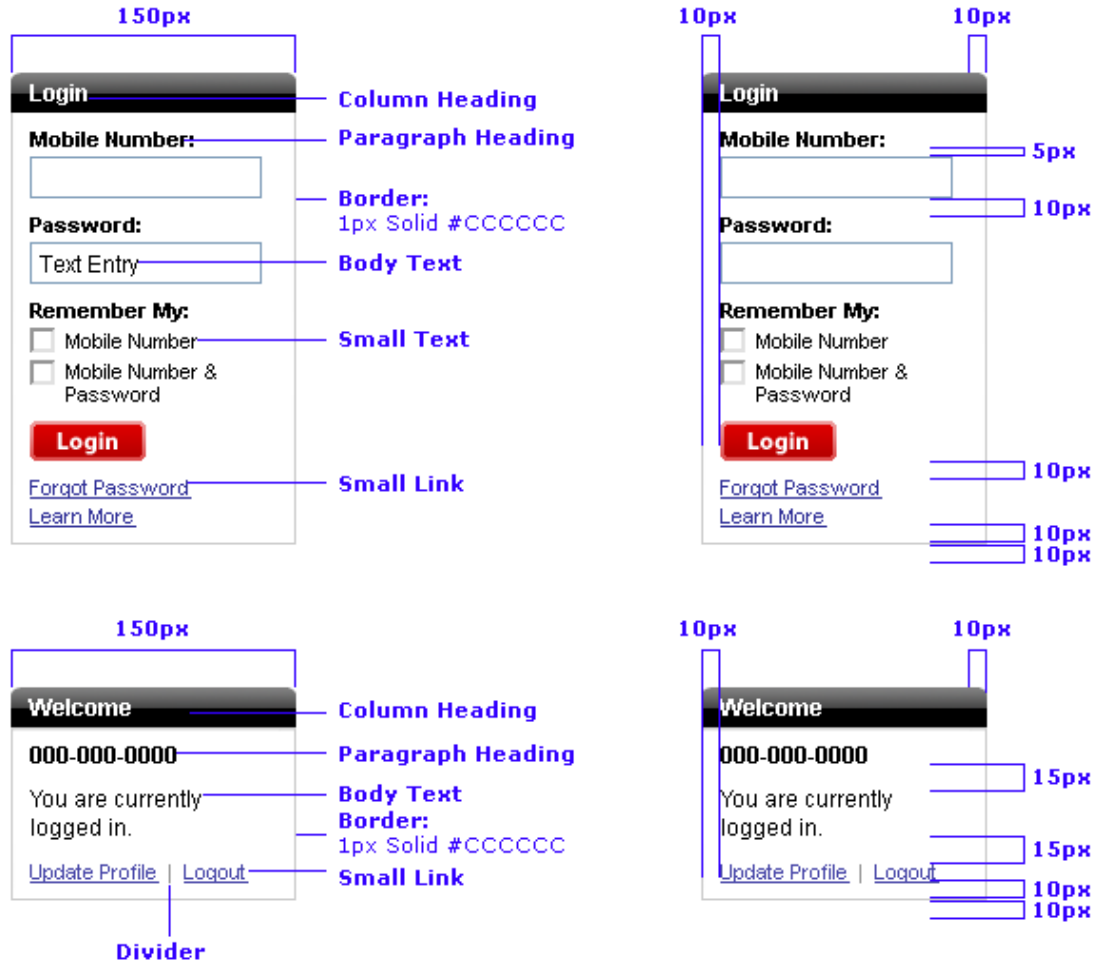 150px
10px
10px
Login
Column Heading
Mobile Number:
Paragraph Heading
Border:
1px Solid #CCCCCC
Password:
Text Entry
Body Text
Remember My:
Mobile Number
Small Text
Mobile Number &
Password
Login
Forgot Password
Small Link
Learn More
Login
Mobile Number:
5px
10px
Password:
Remember My:
Mobile Number
Mobile Number &
Password
Login
10px
Forgot Password
Learn More
10px
10px
150px
10px
10px
Welcome
Column Heading
000-000-0000
Paragraph Heading
You are currently
logged in.
Body Text
Border:
1px Solid #CCCCCC
Update Profile | Logout
Small Link
Divider
Welcome
000-000-0000
15px
You are currently
logged in.
15px
Update Profile | Logout
10px
10px